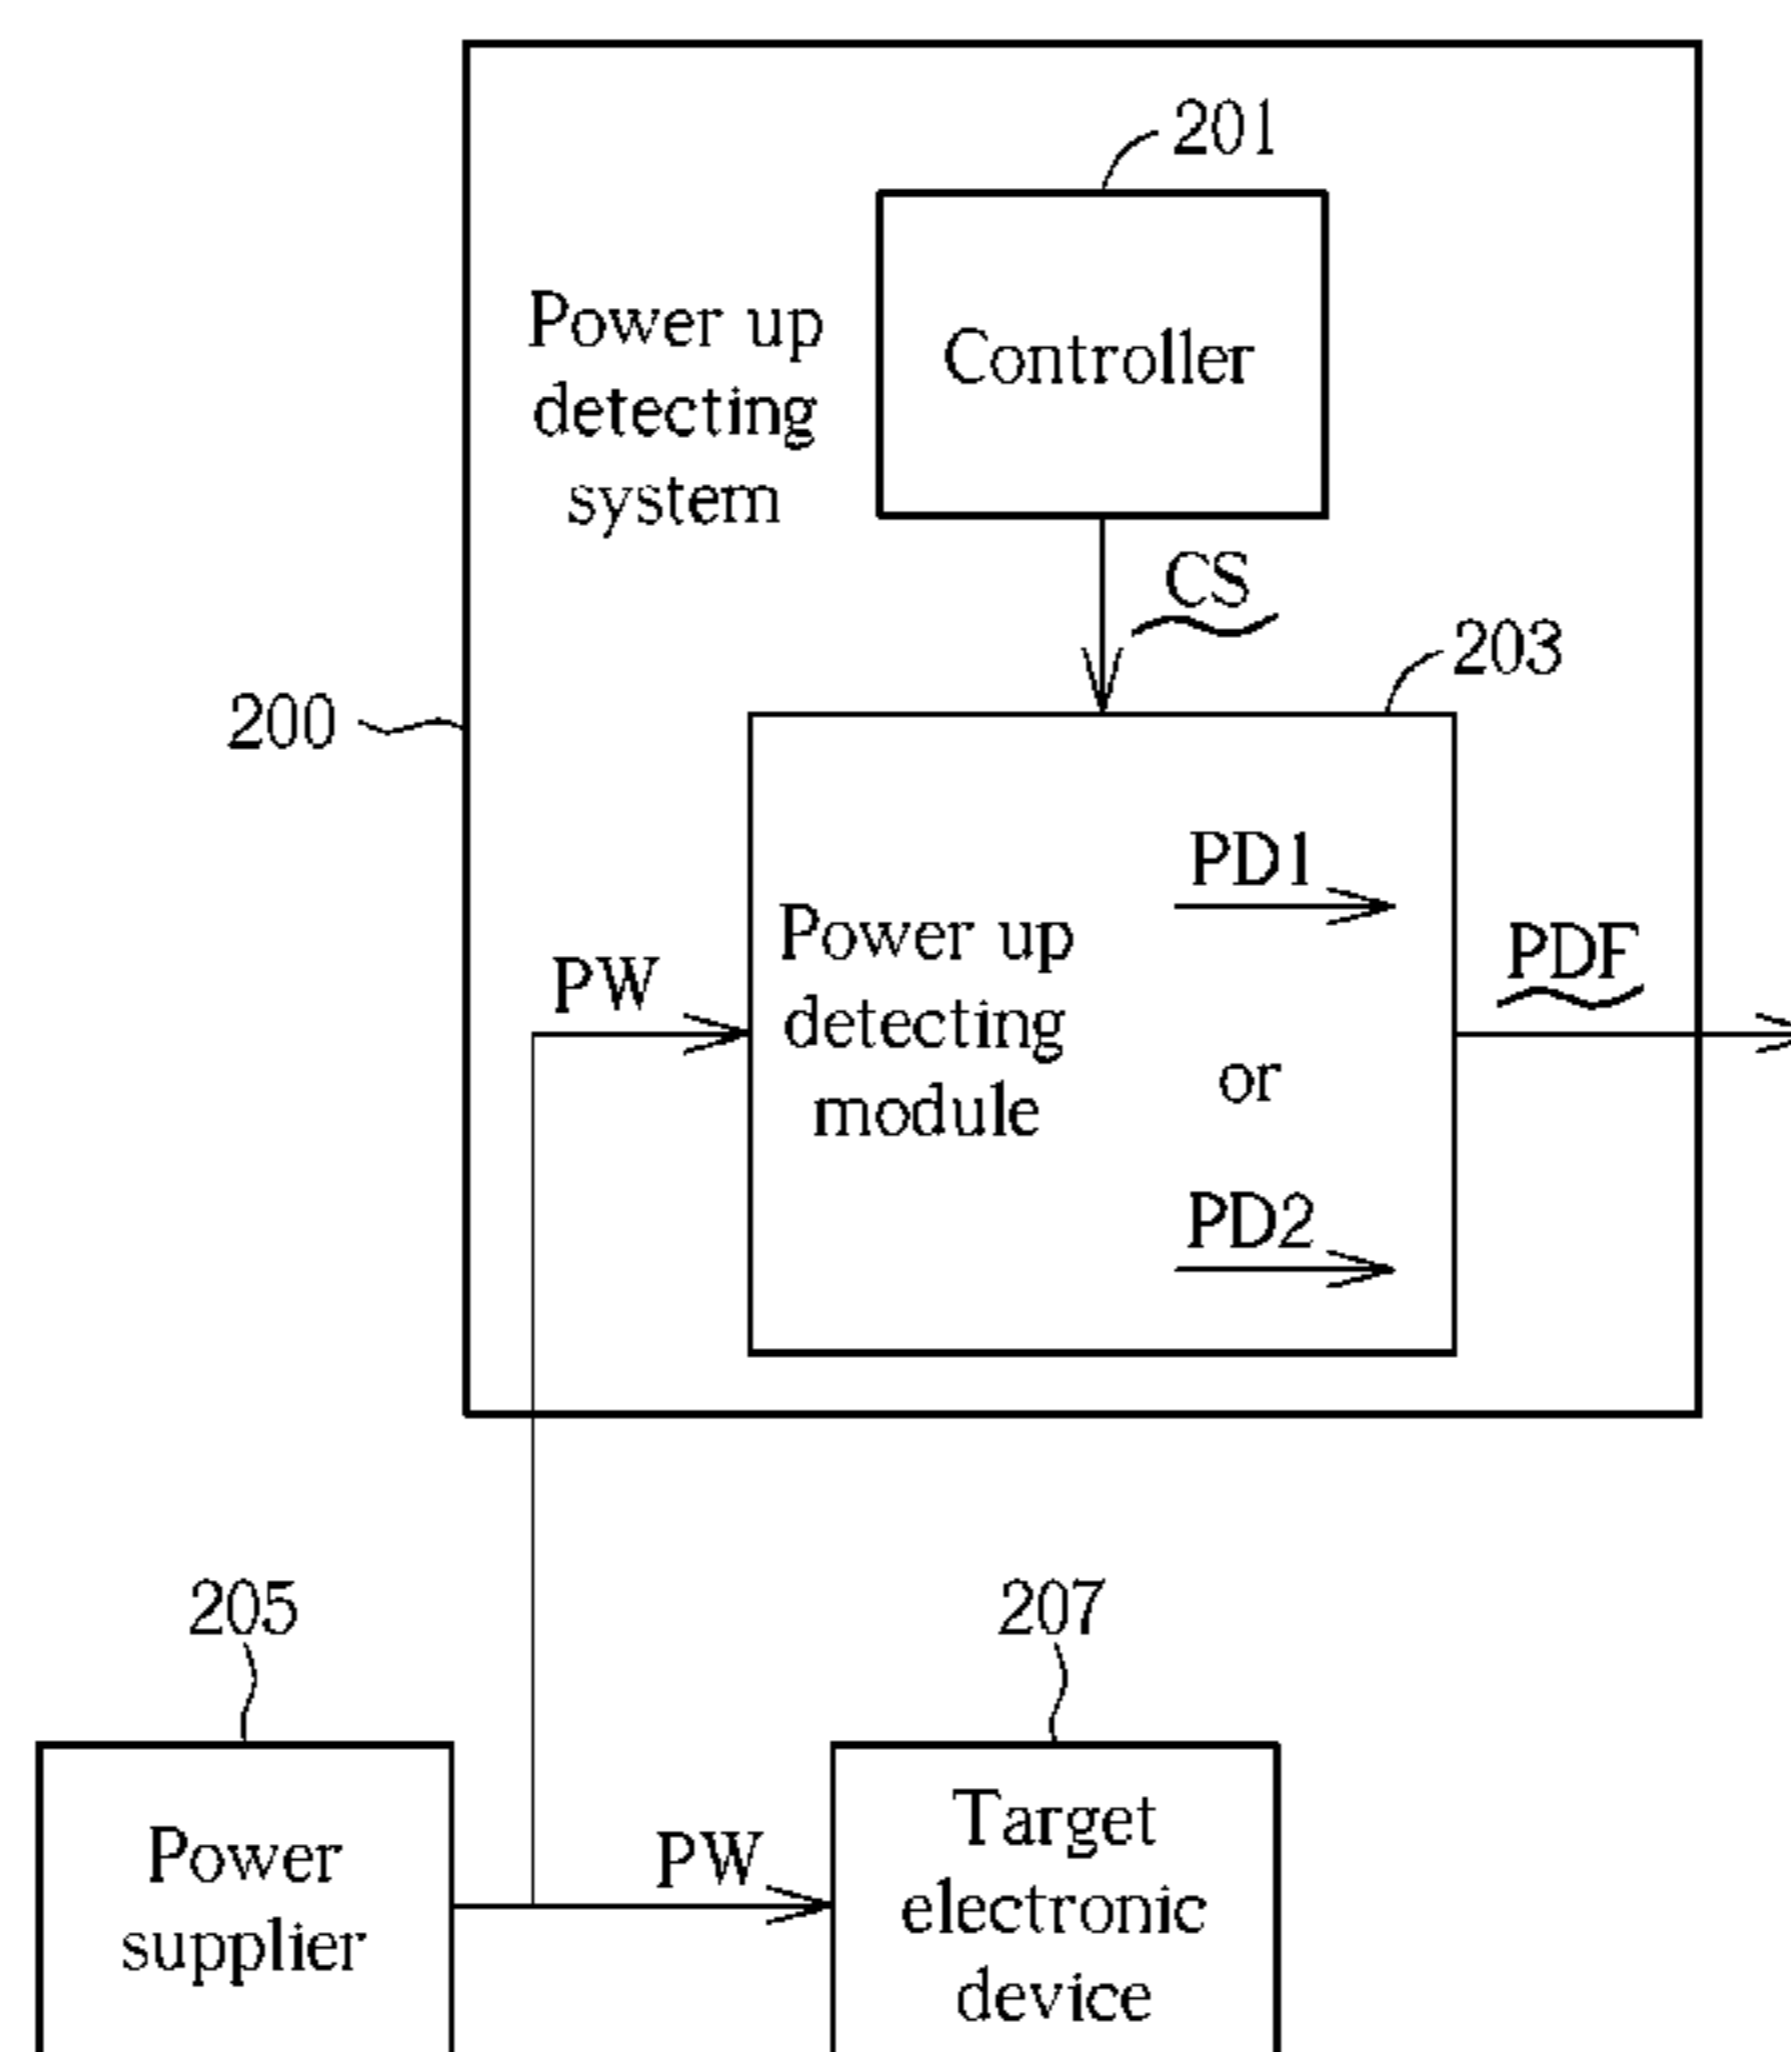 201
Power up
detecting
system
Controller
CS
203
200
PD1
Power up
detecting
module
PW
PDF
or
PD2
205
207
Power
supplier
PW
Target
electronic
device